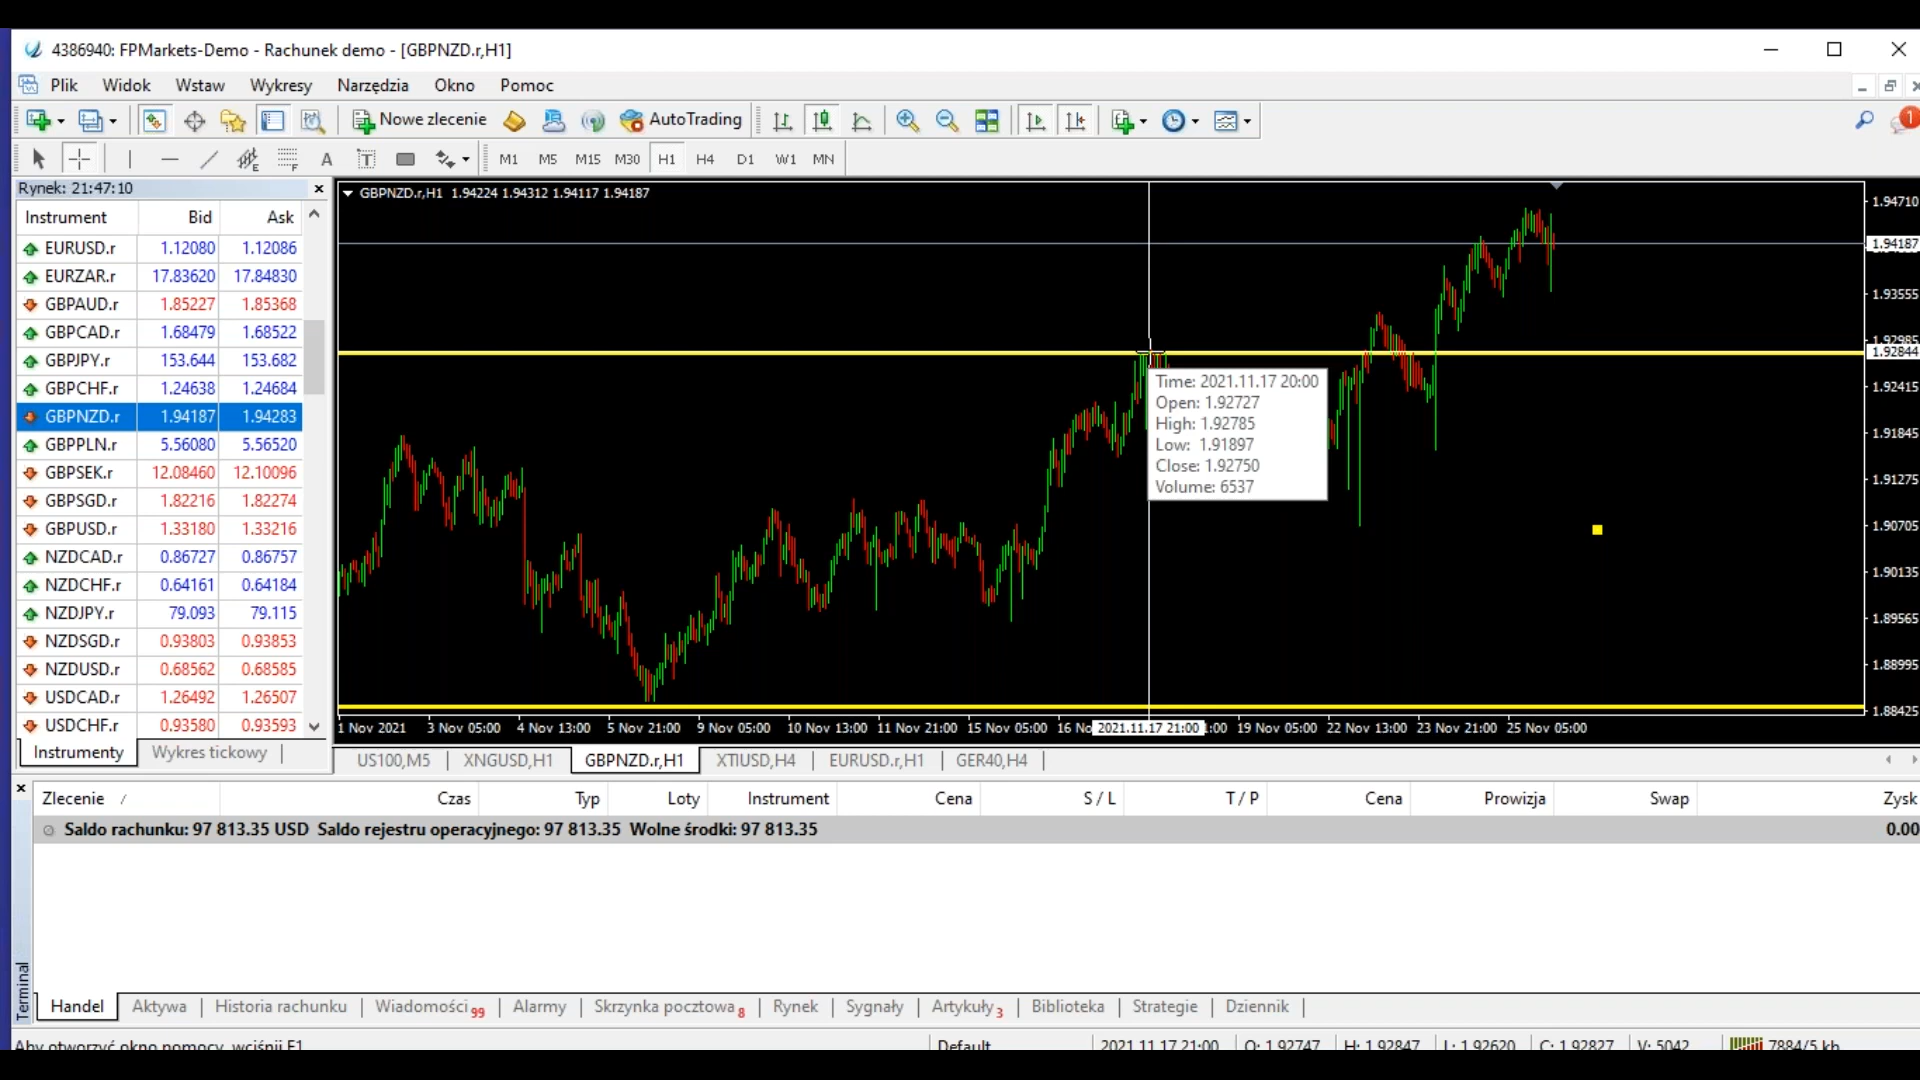 4386940: FPMarkets-Demo - Rachunek demo - [GBPNZD.r,H1]
Plik Widok Wstaw Wykresy Narzędzia Okno Pomoc
Nowe zlecenie AutoTrading 1
A T M1 M5 M15 M30 H1 H4 D1 W1 MN
Rynek: 21:47:10
Instrument Bid Ask
EURUSD.r 1.12080 1.12086
EURZAR.r 17.83620 17.84830
GBPAUD.r 1.85227 1.85368
GBPCAD.r 1.68479 1.68522
GBPJPY.r 153.644 153.682
GBPCHF.r 1.24638 1.24684
GBPNZD.r 1.94187 1.94283
GBPPLN.r 5.56080 5.56520
GBPSEK.r 12.08460 12.10096
GBPSGD.r 1.82216 1.82274
GBPUSD.r 1.33180 1.33216
NZDCAD.r 0.86727 0.86757
NZDCHF.r 0.64161 0.64184
NZDJPY.r 79.093 79.115
NZDSGD.r 0.93803 0.93853
NZDUSD.r 0.68562 0.68585
USDCAD.r 1.26492 1.26507
USDCHF.r 0.93580 0.93593
Instrumenty Wykres tickowy
GBPNZD.r,H1 1.94224 1.94312 1.94117 1.94187
1.94710
1.94187
1.93555
1.92985
1.92844
1.92415
1.91845
1.91275
1.90705
1.90135
1.89565
1.88995
1.88425
Time: 2021.11.17 20:00
Open: 1.92727
High: 1.92785
Low: 1.91897
Close: 1.92750
Volume: 6537
1 Nov 2021 3 Nov 05:00 4 Nov 13:00 5 Nov 21:00 9 Nov 05:00 10 Nov 13:00 11 Nov 21:00 15 Nov 05:00 16 No 2021.11.17 21:00 1:00 19 Nov 05:00 22 Nov 13:00 23 Nov 21:00 25 Nov 05:00
US100,M5 XNGUSD,H1 GBPNZD.r,H1 XTIUSD,H4 EURUSD.r,H1 GER40,H4
Zlecenie / Czas Typ Loty Instrument Cena S / L T / P Cena Prowizja Swap Zysk
Saldo rachunku: 97 813.35 USD Saldo rejestru operacyjnego: 97 813.35 Wolne środki: 97 813.35 0.00
Terminal
Handel Aktywa Historia rachunku Wiadomości 99 Alarmy Skrzynka pocztowa 8 Rynek Sygnały Artykuły 3 Biblioteka Strategie Dziennik
Aby otworzyć okno pomocy, wciśnij F1 Default 2021.11.17 21:00 O: 1.92747 H: 1.92847 L: 1.92620 C: 1.92827 V: 5042 7884/5 kb